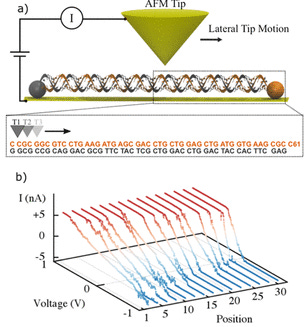 a)
I
AFM Tip
Lateral Tip Motion
T1 T2 T3
C CGC GGC GTC CTG AAG ATG AGC GAC CTG CTG GAG CTG ATG GTG AAG CGC C61
G GCG CCG CAG GAC GCG TTC TAC TCG CTG GAC CTG GAC TAC CAC TTC GAG
b)
I (nA)
+5
0
-5
1
0
-1
Voltage (V)
1
5
10
15
20
25
30
Position